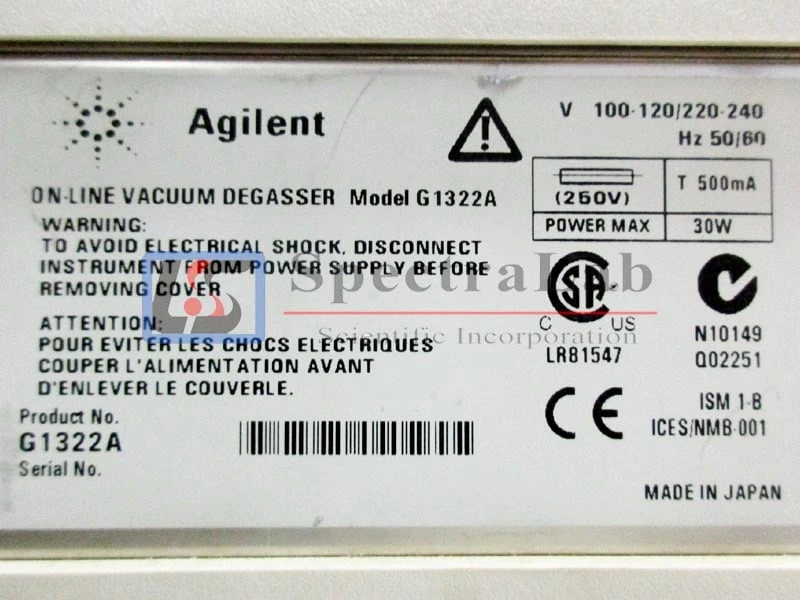 Agilent
V 100-120/220-240
Hz 50/60
ON-LINE VACUUM DEGASSER Model G1322A
(250V)
T 500mA
POWER MAX
30W
WARNING:
TO AVOID ELECTRICAL SHOCK, DISCONNECT
INSTRUMENT FROM POWER SUPPLY BEFORE
REMOVING COVER
SpectraLab
Scientific Incorporation
LS
SA
C US
LR81547
N10149
Q02251
ATTENTION:
POUR EVITER LES CHOCS ELECTRIQUES
COUPER L'ALIMENTATION AVANT
D'ENLEVER LE COUVERLE.
CE
ISM 1-B
ICES/NMB-001
Product No.
G1322A
Serial No.
MADE IN JAPAN